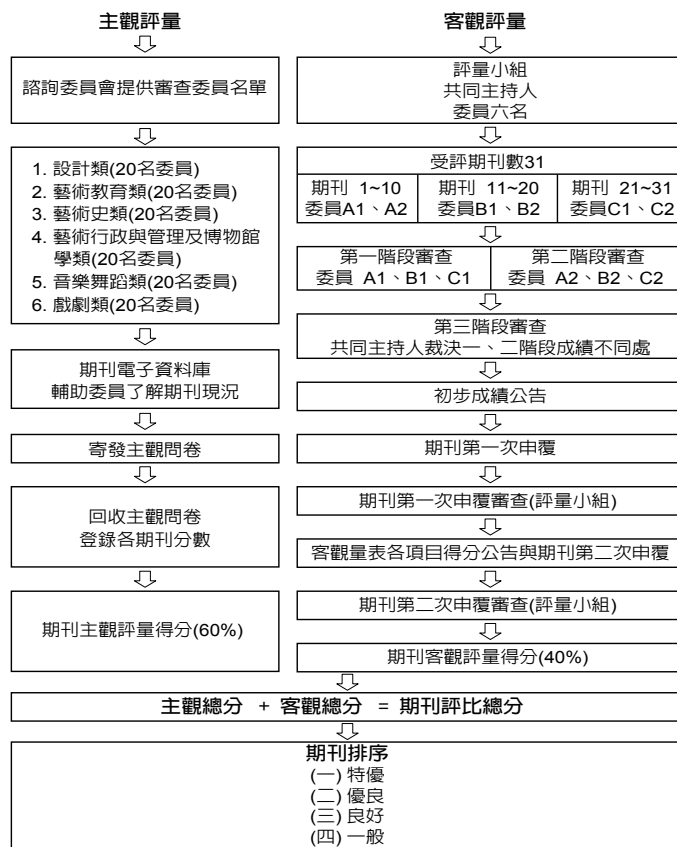 主觀評量
諮詢委員會提供審查委員名單
1. 設計類(20名委員)
2. 藝術教育類(20名委員)
3. 藝術史類(20名委員)
4. 藝術行政與管理及博物館
學類(20名委員)
5. 音樂舞蹈類(20名委員)
6. 戲劇類(20名委員)
期刊電子資料庫
輔助委員了解期刊現況
寄發主觀問卷
回收主觀問卷
登錄各期刊分數
期刊主觀評量得分(60%)
客觀評量
評量小組
共同主持人
委員六名
受評期刊數31
期刊 1~10
委員A1、A2
期刊 11~20
委員B1、B2
期刊 21~31
委員C1、C2
第一階段審查
委員 A1、B1、C1
第二階段審查
委員 A2、B2、C2
第三階段審查
共同主持人裁決一、二階段成績不同處
初步成績公告
期刊第一次申覆
期刊第一次申覆審查(評量小組)
客觀量表各項目得分公告與期刊第二次申覆
期刊第二次申覆審查(評量小組)
期刊客觀評量得分(40%)
主觀總分 + 客觀總分 = 期刊評比總分
期刊排序
(一) 特優
(二) 優良
(三) 良好
(四) 一般